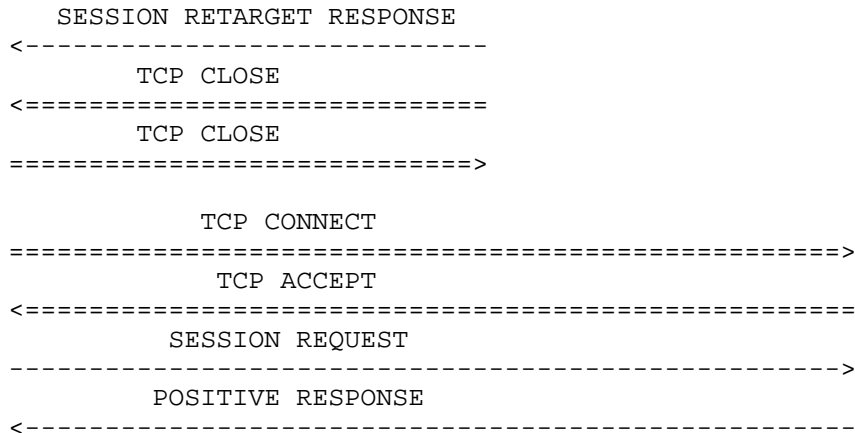 SESSION RETARGET RESPONSE
<-----------------------------
TCP CLOSE
<=============================
TCP CLOSE
=============================>
TCP CONNECT
====================================================>
TCP ACCEPT
<====================================================
SESSION REQUEST
---------------------------------------------------->
POSITIVE RESPONSE
<----------------------------------------------------